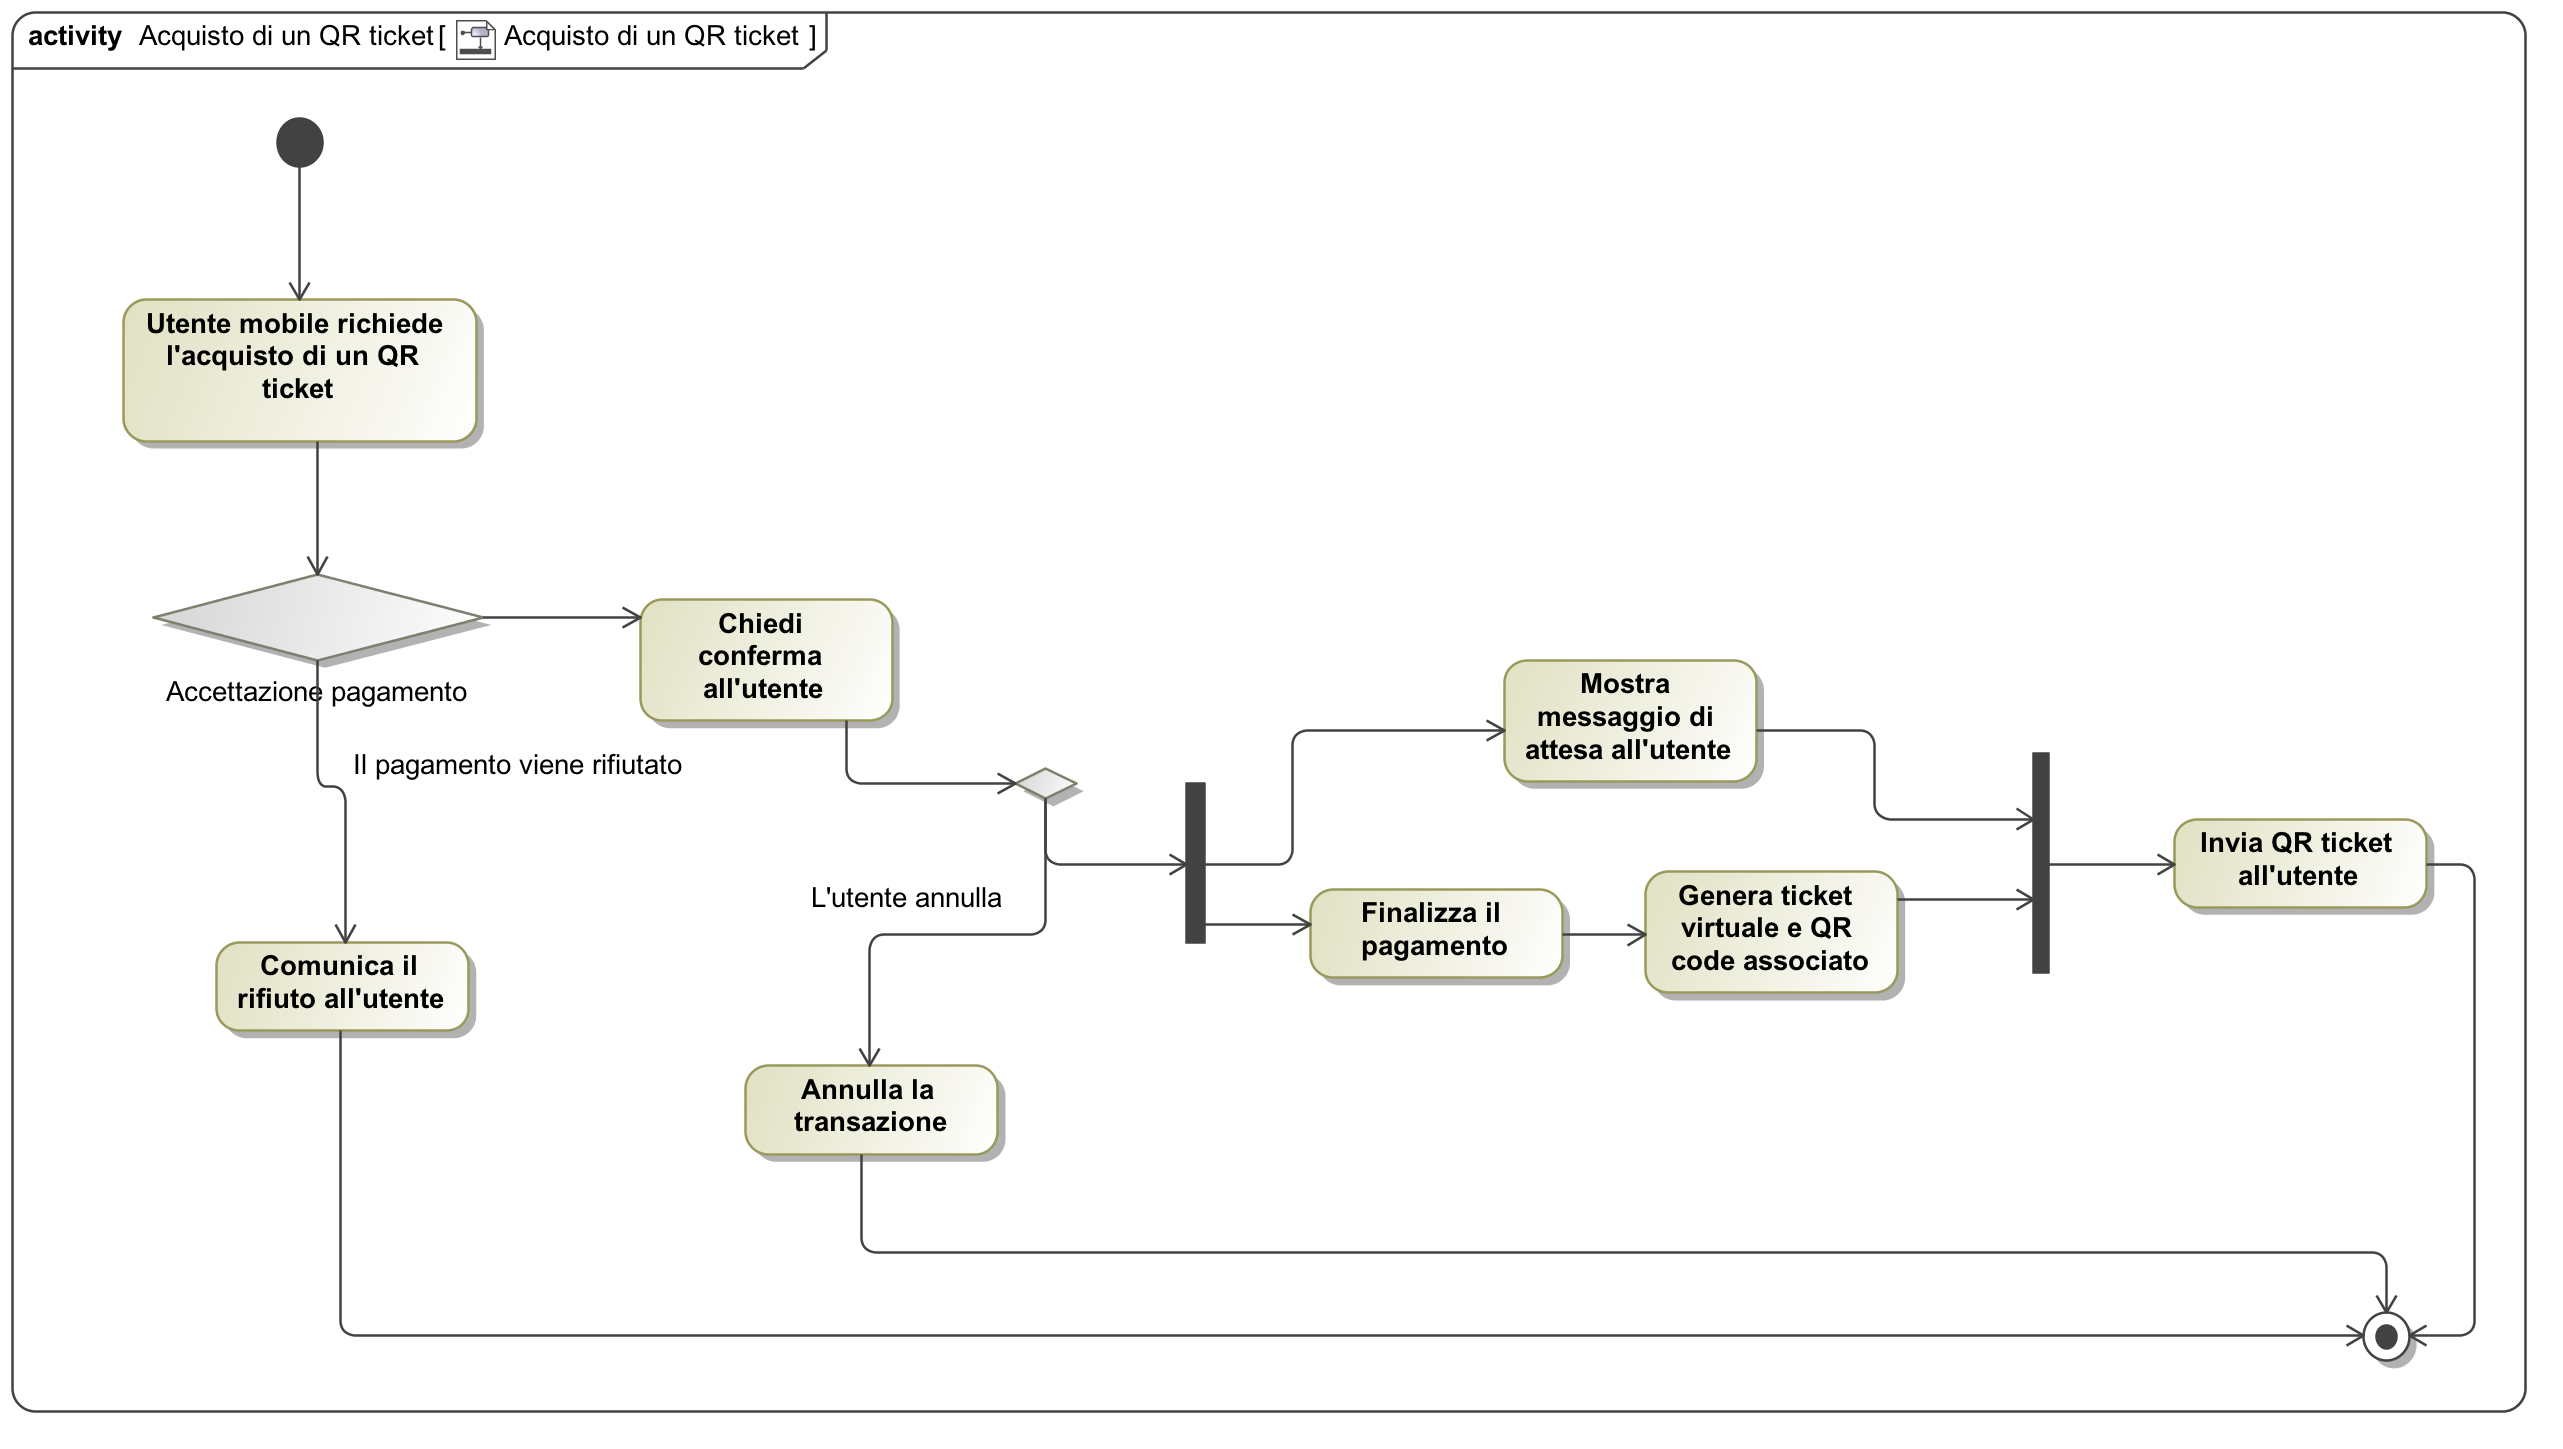 activity Acquisto di un QR ticket [ Acquisto di un QR ticket ]
Utente mobile richiede
l'acquisto di un QR
ticket
Chiedi
conferma
all'utente
Accettazione pagamento
Il pagamento viene rifiutato
Mostra
messaggio di
attesa all'utente
L'utente annulla
Finalizza il
pagamento
Genera ticket
virtuale e QR
code associato
Invia QR ticket
all'utente
Comunica il
rifiuto all'utente
Annulla la
transazione